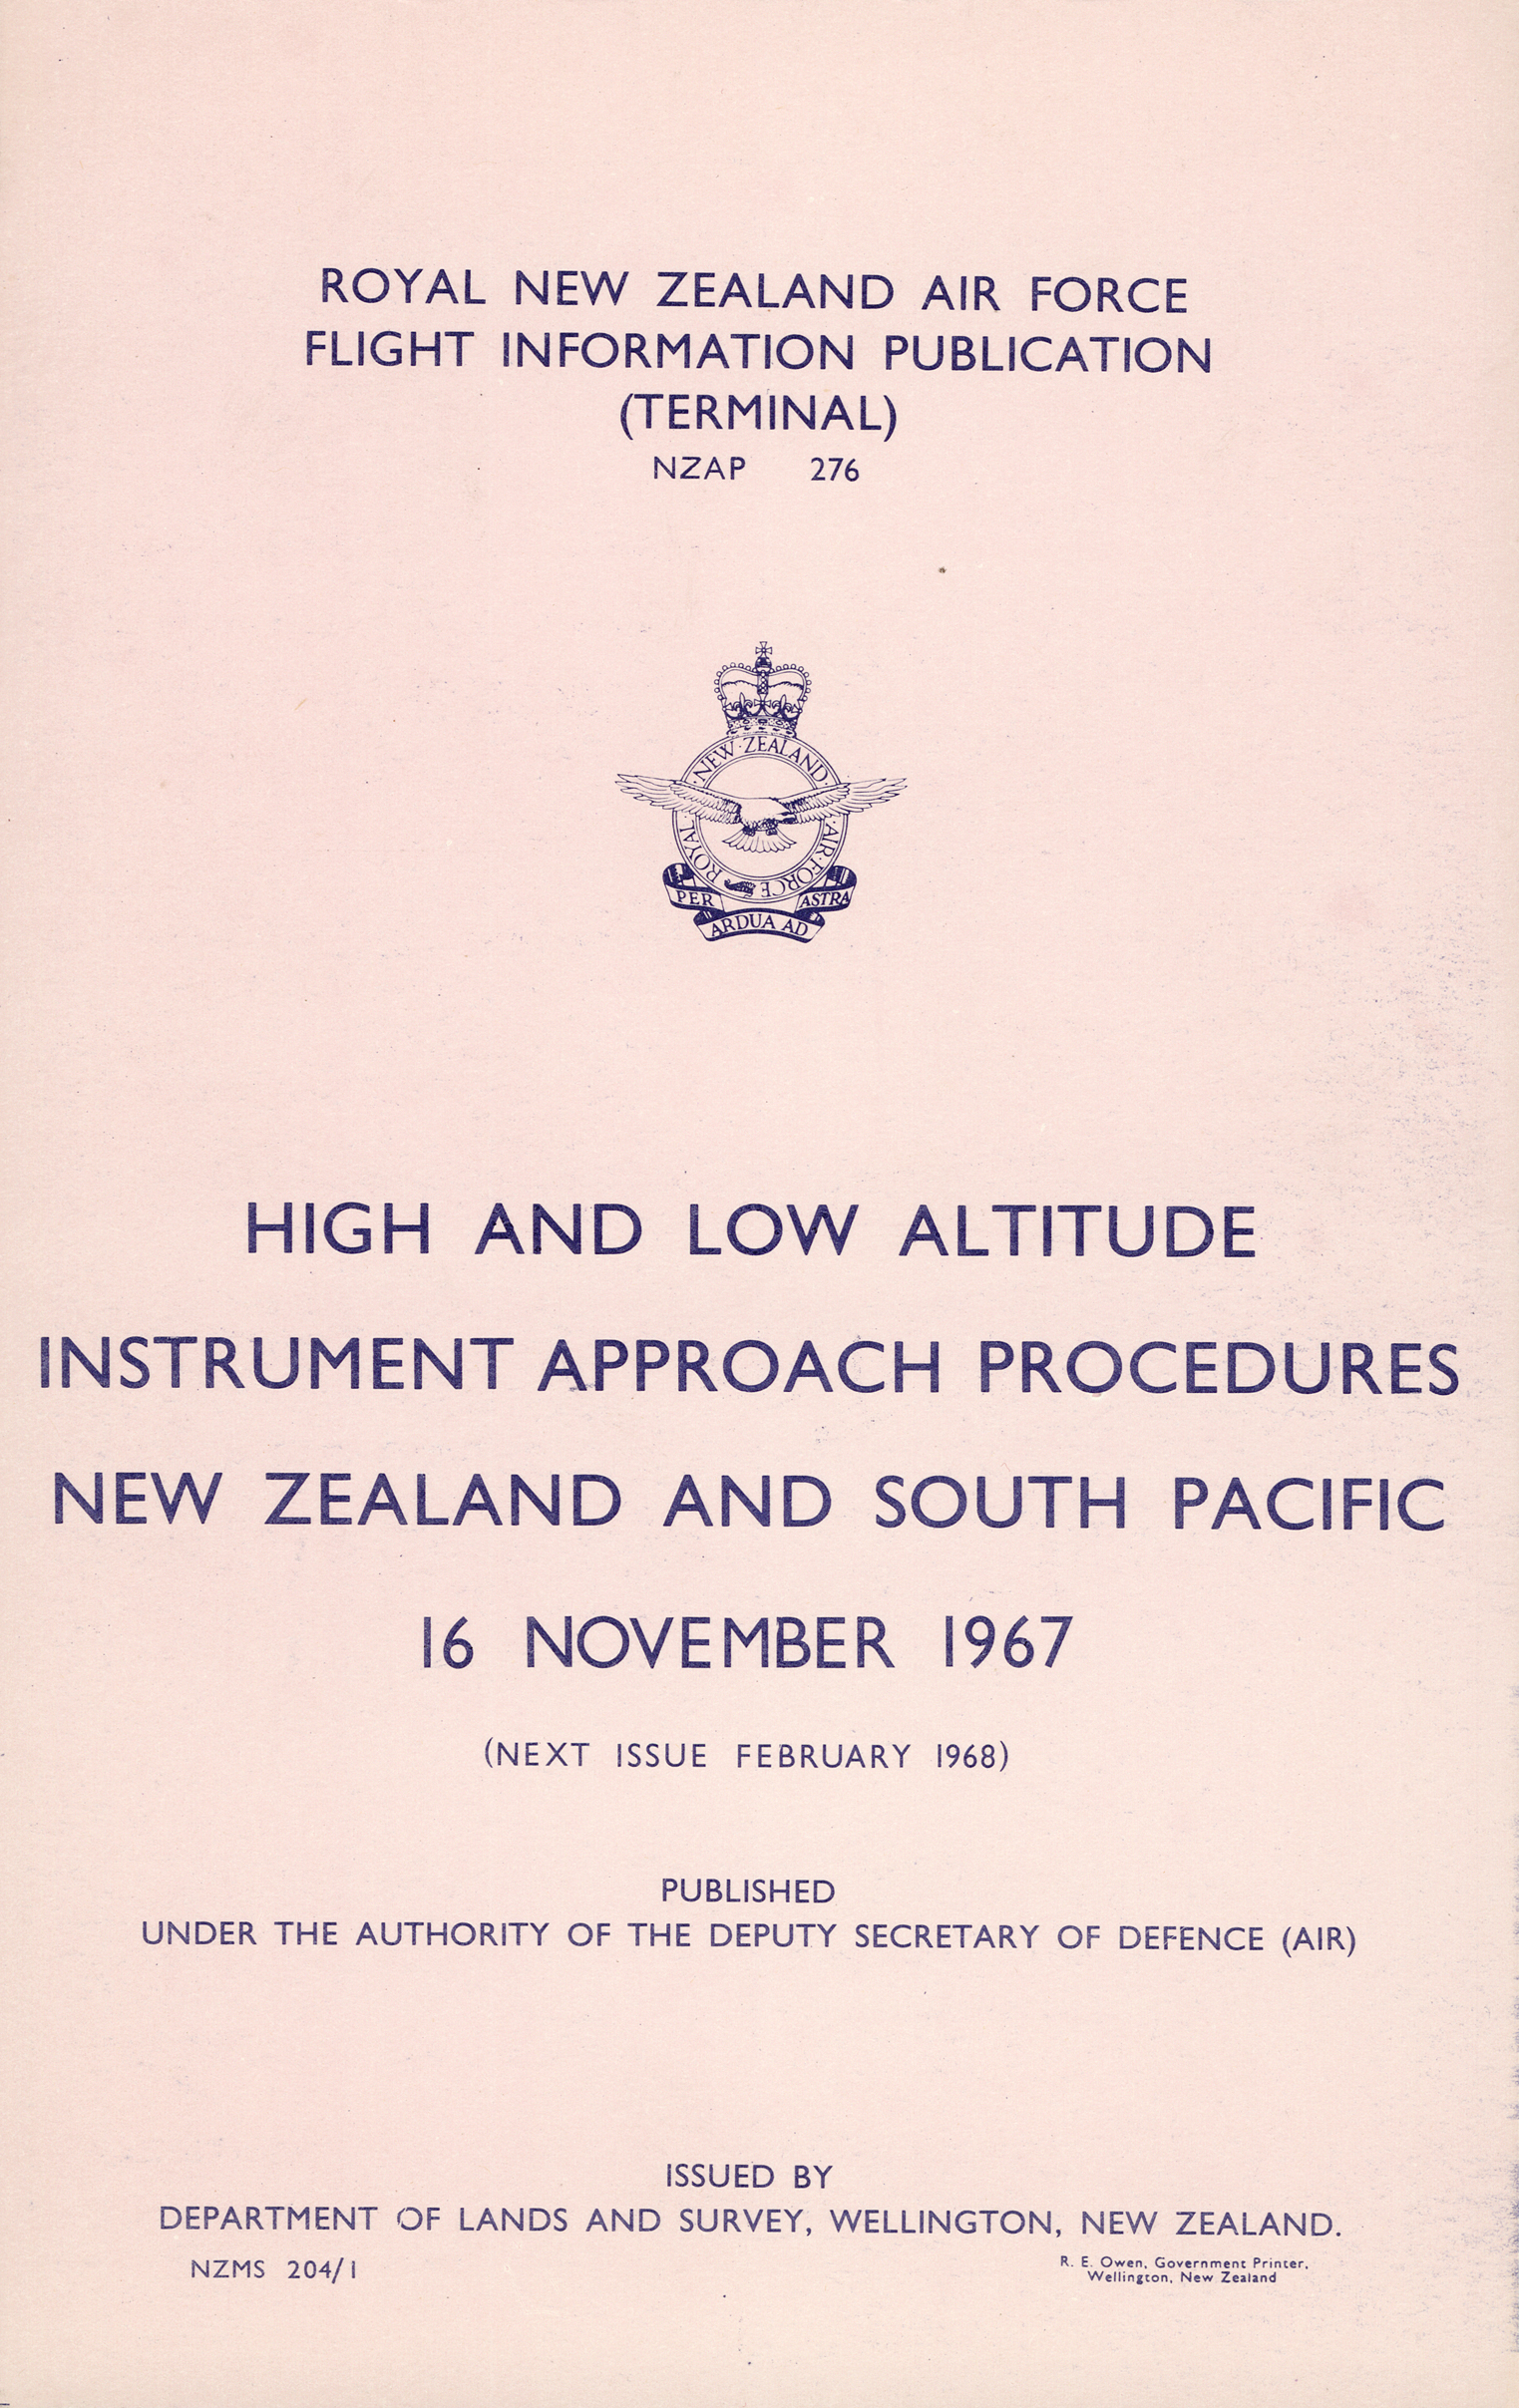 ROYAL NEW ZEALAND AIR FORCE
FLIGHT INFORMATION PUBLICATION
(TERMINAL)
NZAP 276
ROYAL · NEW · ZEALAND · AIR · FORCE
PER ARDUA AD ASTRA
HIGH AND LOW ALTITUDE
INSTRUMENT APPROACH PROCEDURES
NEW ZEALAND AND SOUTH PACIFIC
16 NOVEMBER 1967
(NEXT ISSUE FEBRUARY 1968)
PUBLISHED
UNDER THE AUTHORITY OF THE DEPUTY SECRETARY OF DEFENCE (AIR)
ISSUED BY
DEPARTMENT OF LANDS AND SURVEY, WELLINGTON, NEW ZEALAND.
NZMS 204/1
R. E. Owen, Government Printer,
Wellington, New Zealand